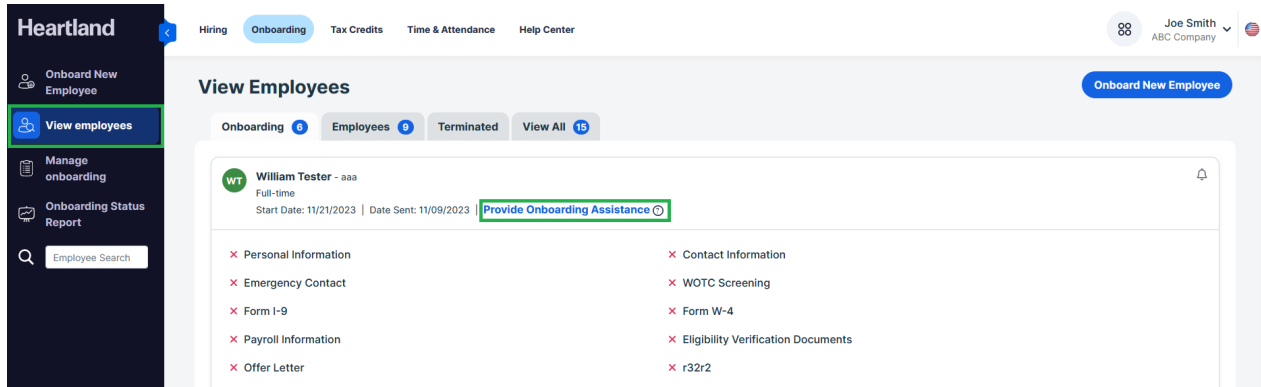 Heartland
Hiring Onboarding Tax Credits Time & Attendance Help Center
Joe Smith
ABC Company
Onboard New
Employee
View employees
Manage
onboarding
Onboarding Status
Report
Employee Search
View Employees
Onboard New Employee
Onboarding 6 Employees 9 Terminated View All 15
WT
William Tester - aaa
Full-time
Start Date: 11/21/2023 | Date Sent: 11/09/2023 | Provide Onboarding Assistance ?
Personal Information
Contact Information
Emergency Contact
WOTC Screening
Form I-9
Form W-4
Payroll Information
Eligibility Verification Documents
Offer Letter
r32r2